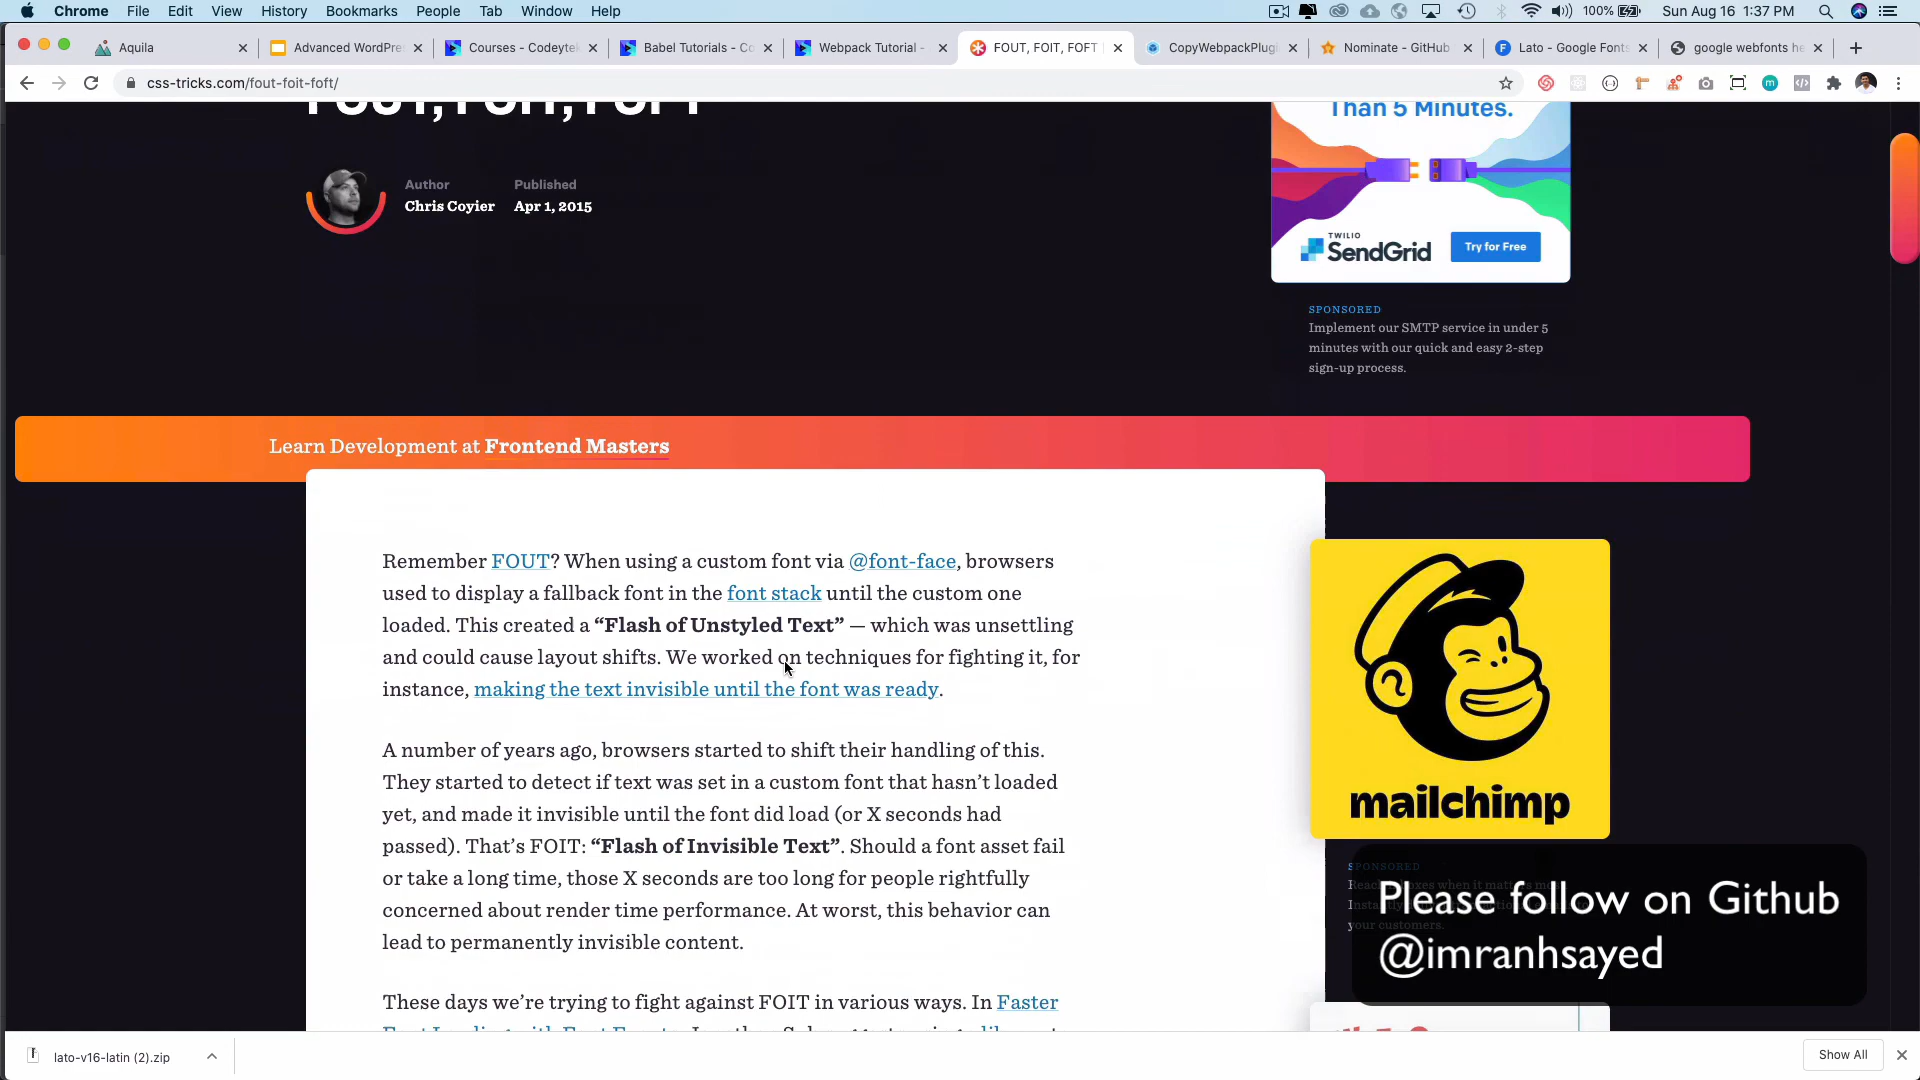 Chrome File Edit View History Bookmarks People Tab Window Help 100% Sun Aug 16 1:37 PM
Aquila
Advanced WordPre
Courses - Codeytek
Babel Tutorials - Co
Webpack Tutorial -
FOUT, FOIT, FOFT
CopyWebpackPlugi
Nominate - GitHub
Lato - Google Fonts
google webfonts he
css-tricks.com/fout-foit-foft/
FOUT, FOIT, FOFT
Author
Chris Coyier
Published
Apr 1, 2015
Than 5 Minutes.
TWILIO
SendGrid
Try for Free
SPONSORED
Implement our SMTP service in under 5
minutes with our quick and easy 2-step
sign-up process.
Learn Development at Frontend Masters
Remember FOUT? When using a custom font via @font-face, browsers
used to display a fallback font in the font stack until the custom one
loaded. This created a “Flash of Unstyled Text” — which was unsettling
and could cause layout shifts. We worked on techniques for fighting it, for
instance, making the text invisible until the font was ready.
A number of years ago, browsers started to shift their handling of this.
They started to detect if text was set in a custom font that hasn’t loaded
yet, and made it invisible until the font did load (or X seconds had
passed). That’s FOIT: “Flash of Invisible Text”. Should a font asset fail
or take a long time, those X seconds are too long for people rightfully
concerned about render time performance. At worst, this behavior can
lead to permanently invisible content.
These days we’re trying to fight against FOIT in various ways. In Faster
mailchimp
SPONSORED
your customers.
Please follow on Github
@imranhsayed
lato-v16-latin (2).zip
Show All